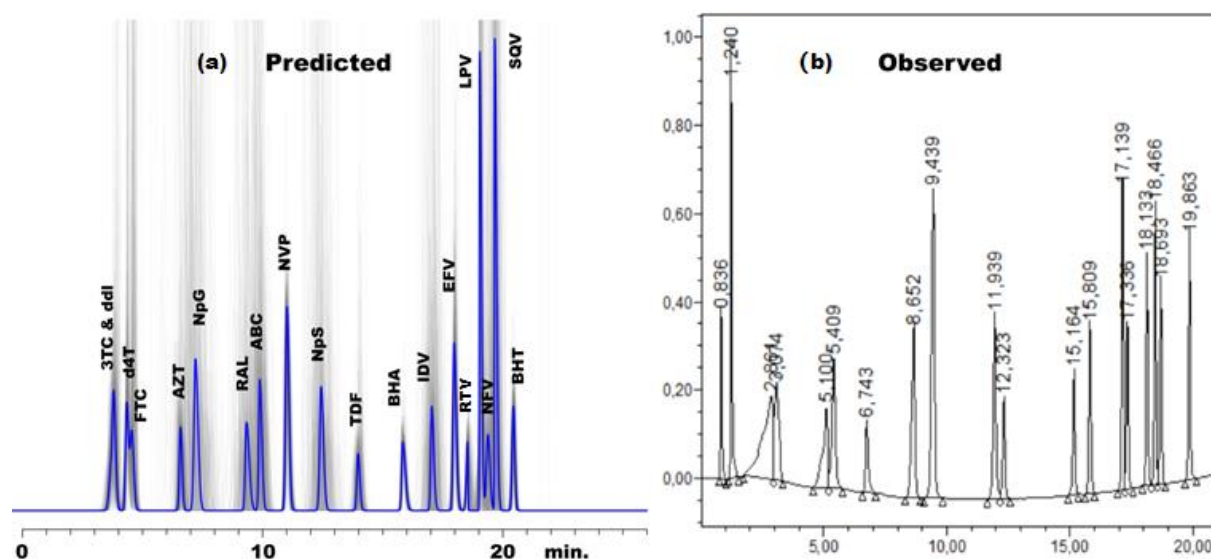 (a) Predicted
3TC & ddI
d4T
FTC
AZT
NpG
RAL
ABC
NVP
NpS
TDF
BHA
IDV
EFV
RTV
LPV
NFV
SQV
BHT
0 10 20 min.
(b) Observed
1,00
0,80
0,60
0,40
0,20
0,00
0,836
1,240
3,074
5,100
5,409
6,743
8,652
9,439
11,939
12,323
15,164
15,809
17,139
17,336
18,133
18,466
18,693
19,863
5,00 10,00 15,00 20,00